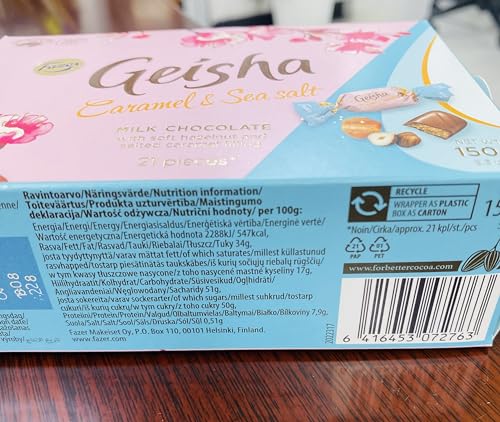 Fazer
Geisha
Caramel & Sea salt
MILK CHOCOLATE
with soft hazelnut and
salted caramel filling
21 pieces*
Geisha
150
Ravintoarvo/Näringsvärde/Nutrition information/
Toiteväärtus/Produkta uzturvērtība/Maistingumo
deklaracija/Wartość odżywcza/Nutriční hodnoty/ per 100g:
Energia/Energi/Energy/Energiasisaldus/Enerģētiskā vērtība/Energinė vertė/
Wartość energetyczna/Energetická hodnota 2288kJ/ 547kcal,
Rasva/Fett/Fat/Rasvad/Tauki/Riebalai/Tłuszcz/Tuky 34g,
josta tyydyttynyttä/varav mättat fett/of which saturates/millest küllastunud
rasvhapped/tostarp piesātinātās taukskābes/iš kurių sočiųjų riebalų rūgščių/
w tym kwasy tłuszczowe nasycone/z toho nasycené mastné kyseliny 17g,
Hiilihydraatit/Kolhydrat/Carbohydrate/Süsivesikud/Ogļhidrāti/
Angliavandeniai/Węglowodany/Sacharidy 51g,
josta sokereita/varav sockerarter/of which sugars/millest suhkrud/tostarp
cukuri/iš kurių cukrų/w tym cukry/z toho cukry 50g,
Proteiini/Protein/Protein/Valgud/Olbaltumvielas/Baltymai/Białko/Bílkoviny 7,9g,
Suola/Salt/Salt/Sool/Sāls/Druska/Sól/Sůl 0,51g
Fazer Makeiset Oy, P.O. Box 110, 00101 Helsinki, Finland.
www.fazer.com
2022317
RECYCLE
WRAPPER AS PLASTIC
BOX AS CARTON
*Noin/Cirka/approx. 21 kpl/st./pcs
21
PAP
01
PET
www.forbettercocoa.com
6 416453 072763